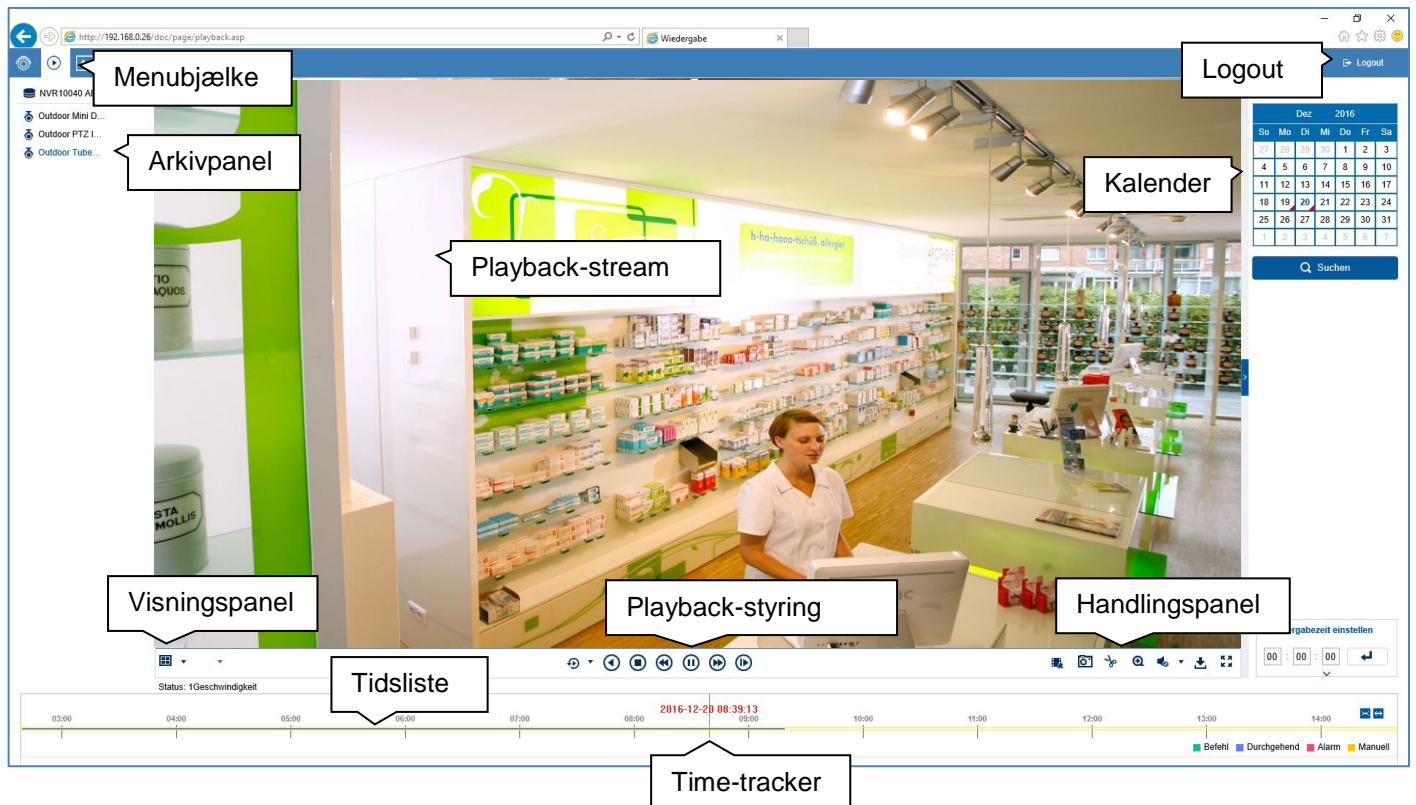 http://192.168.0.26/doc/page/playback.asp
Wiedergabe
Menubjælke
Logout
Logout
NVR10040
Outdoor Mini D...
Outdoor PTZ I...
Outdoor Tube...
Arkivpanel
Kalender
Dez 2016
So Mo Di Mi Do Fr Sa
27 28 29 30 1 2 3
4 5 6 7 8 9 10
11 12 13 14 15 16 17
18 19 20 21 22 23 24
25 26 27 28 29 30 31
1 2 3 4 5 6 7
Suchen
Playback-stream
h-ha-haaa-tschüß, allergie!
TIO
AQUOS
STA
MOLLIS
Visningspanel
Playback-styring
Handlingspanel
rgabezeit einstellen
00 : 00 : 00
Status: 1Geschwindigkeit
Tidsliste
2016-12-20 08:39:13
03:00 04:00 05:00 06:00 07:00 08:00 09:00 10:00 11:00 12:00 13:00 14:00
Befehl Durchgehend Alarm Manuell
Time-tracker